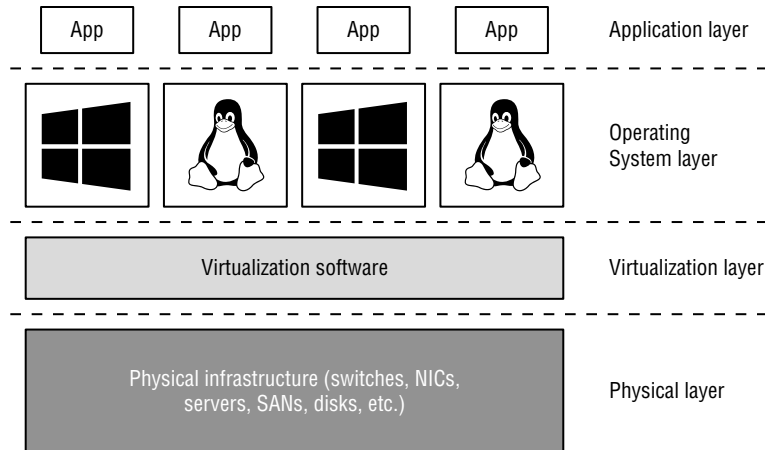 App App App App Application layer
Operating
System layer
Virtualization software Virtualization layer
Physical infrastructure (switches, NICs,
servers, SANs, disks, etc.)
Physical layer